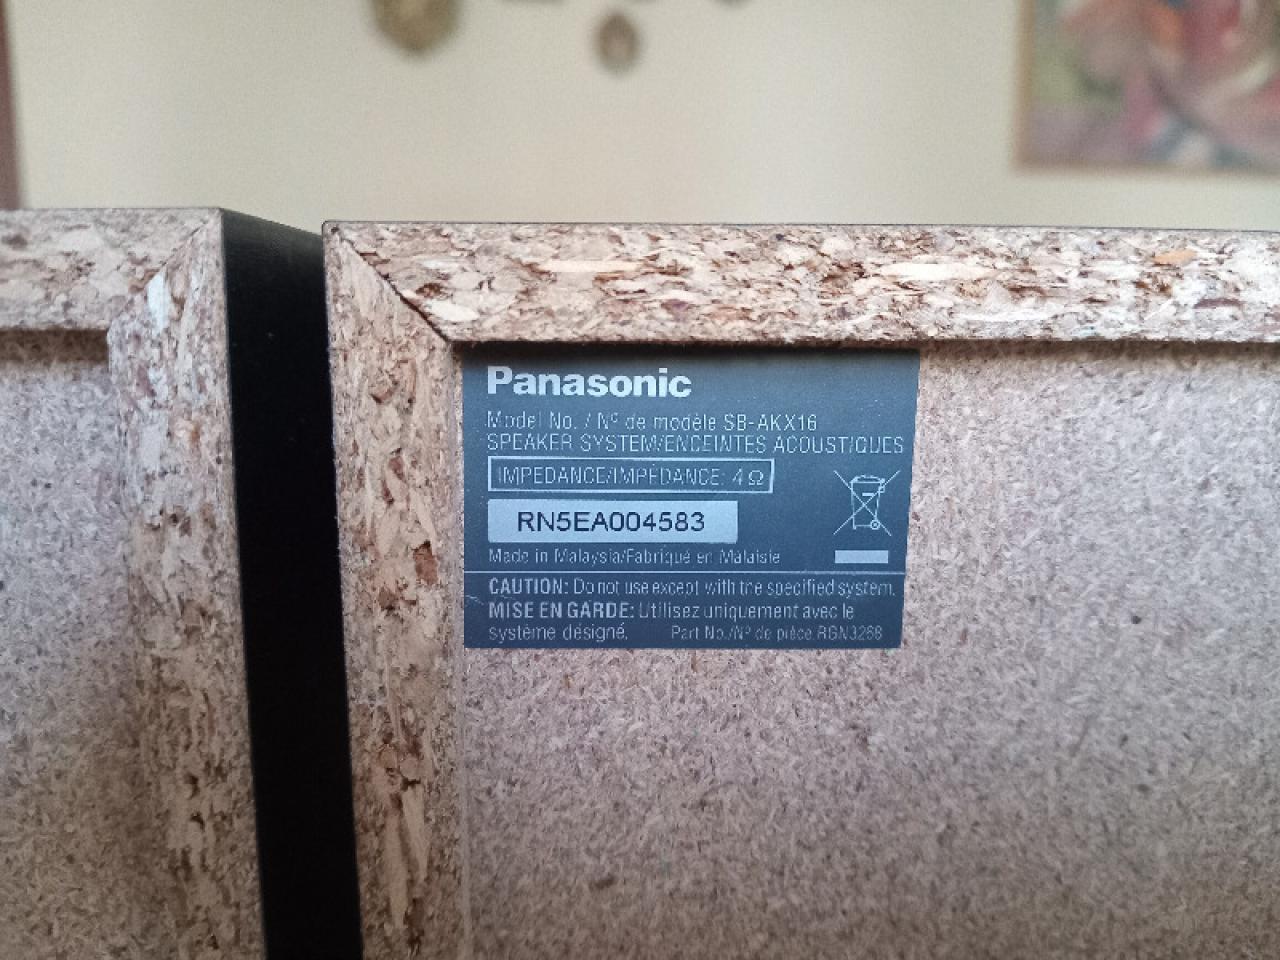 Panasonic
Model No. / Nº de modèle SB-AKX16
SPEAKER SYSTEM/ENCEINTES ACOUSTIQUES
IMPEDANCE/IMPÉDANCE: 4 Ω
RN5EA004583
Made in Malaysia/Fabriqué en Malaisie
CAUTION: Do not use except with the specified system.
MISE EN GARDE: Utilisez uniquement avec le
système désigné. Part No./Nº de pièce RGN3268